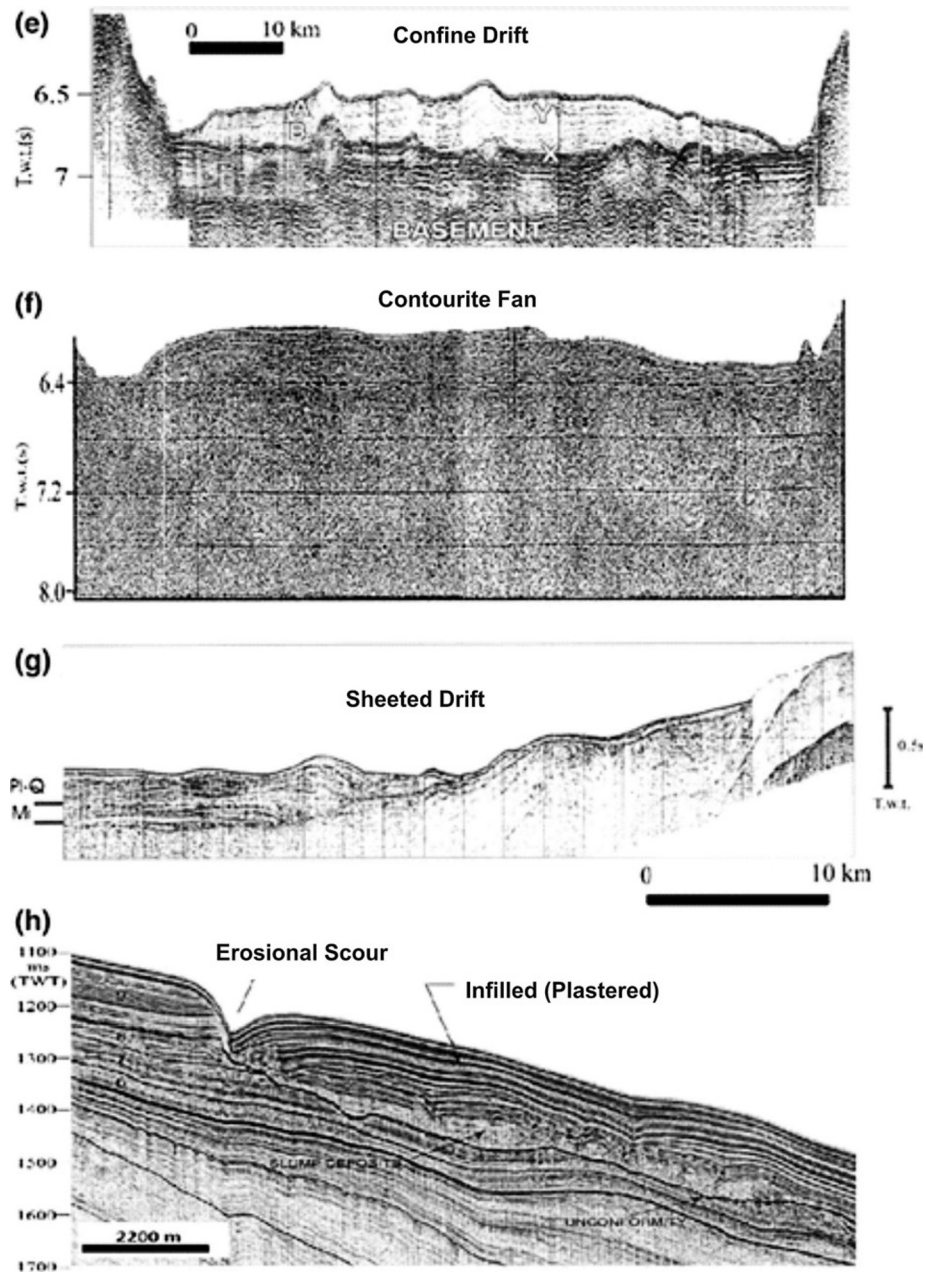 (e)
0 10 km
Confine Drift
6.5
A
B
Y
X
T.w.t.(s)
7
BASEMENT
(f)
Contourite Fan
6.4
T.w.t.(s)
7.2
8.0
(g)
Sheeted Drift
Pl-Q
Mi
0.5s
T.w.t.
0 10 km
(h)
1100
ms
(TWT)
Erosional Scour
Infilled (Plastered)
1200
1300
1400
SLUMP DEPOSITS
1500
UNCONFORMITY
1600
2200 m
1700